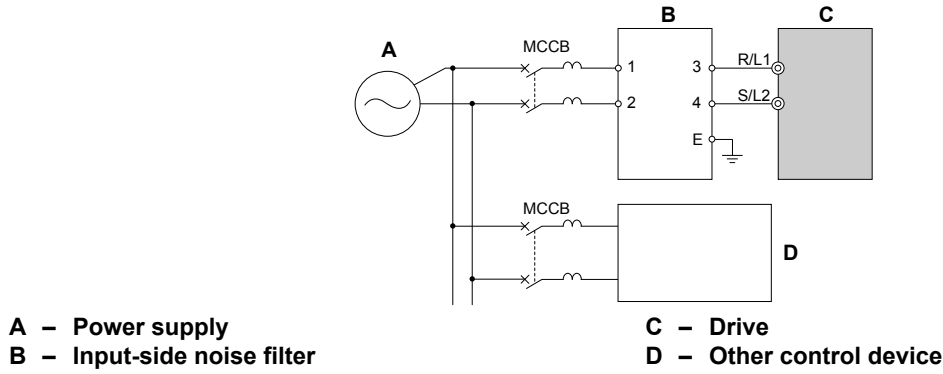 B C
A
MCCB
1 3 R/L1
2 4 S/L2
E
MCCB
D
A – Power supply C – Drive
B – Input-side noise filter D – Other control device